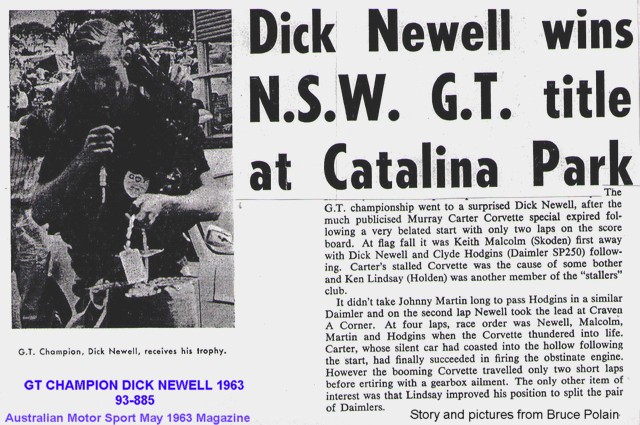 Dick Newell wins
N.S.W. G.T. title
at Catalina Park
The
G.T. championship went to a surprised Dick Newell, after the
much publicised Murray Carter Corvette special expired fol-
lowing a very belated start with only two laps on the score
board. At flag fall it was Keith Malcolm (Skoden) first away
with Dick Newell and Clyde Hodgins (Daimler SP250) follow-
ing. Carter's stalled Corvette was the cause of some bother
and Ken Lindsay (Holden) was another member of the "stallers"
club.
It didn't take Johnny Martin long to pass Hodgins in a similar
Daimler and on the second lap Newell took the lead at Craven
A Corner. At four laps, race order was Newell, Malcolm,
Martin and Hodgins when the Corvette thundered into life.
Carter, whose silent car had coasted into the hollow following
the start, had finally succeeded in firing the obstinate engine.
However the booming Corvette travelled only two short laps
before ertiring with a gearbox ailment. The only other item of
interest was that Lindsay improved his position to split the pair
of Daimlers.
G.T. Champion, Dick Newell, receives his trophy.
GT CHAMPION DICK NEWELL 1963
93-885
Australian Motor Sport May 1963 Magazine
Story and pictures from Bruce Polain